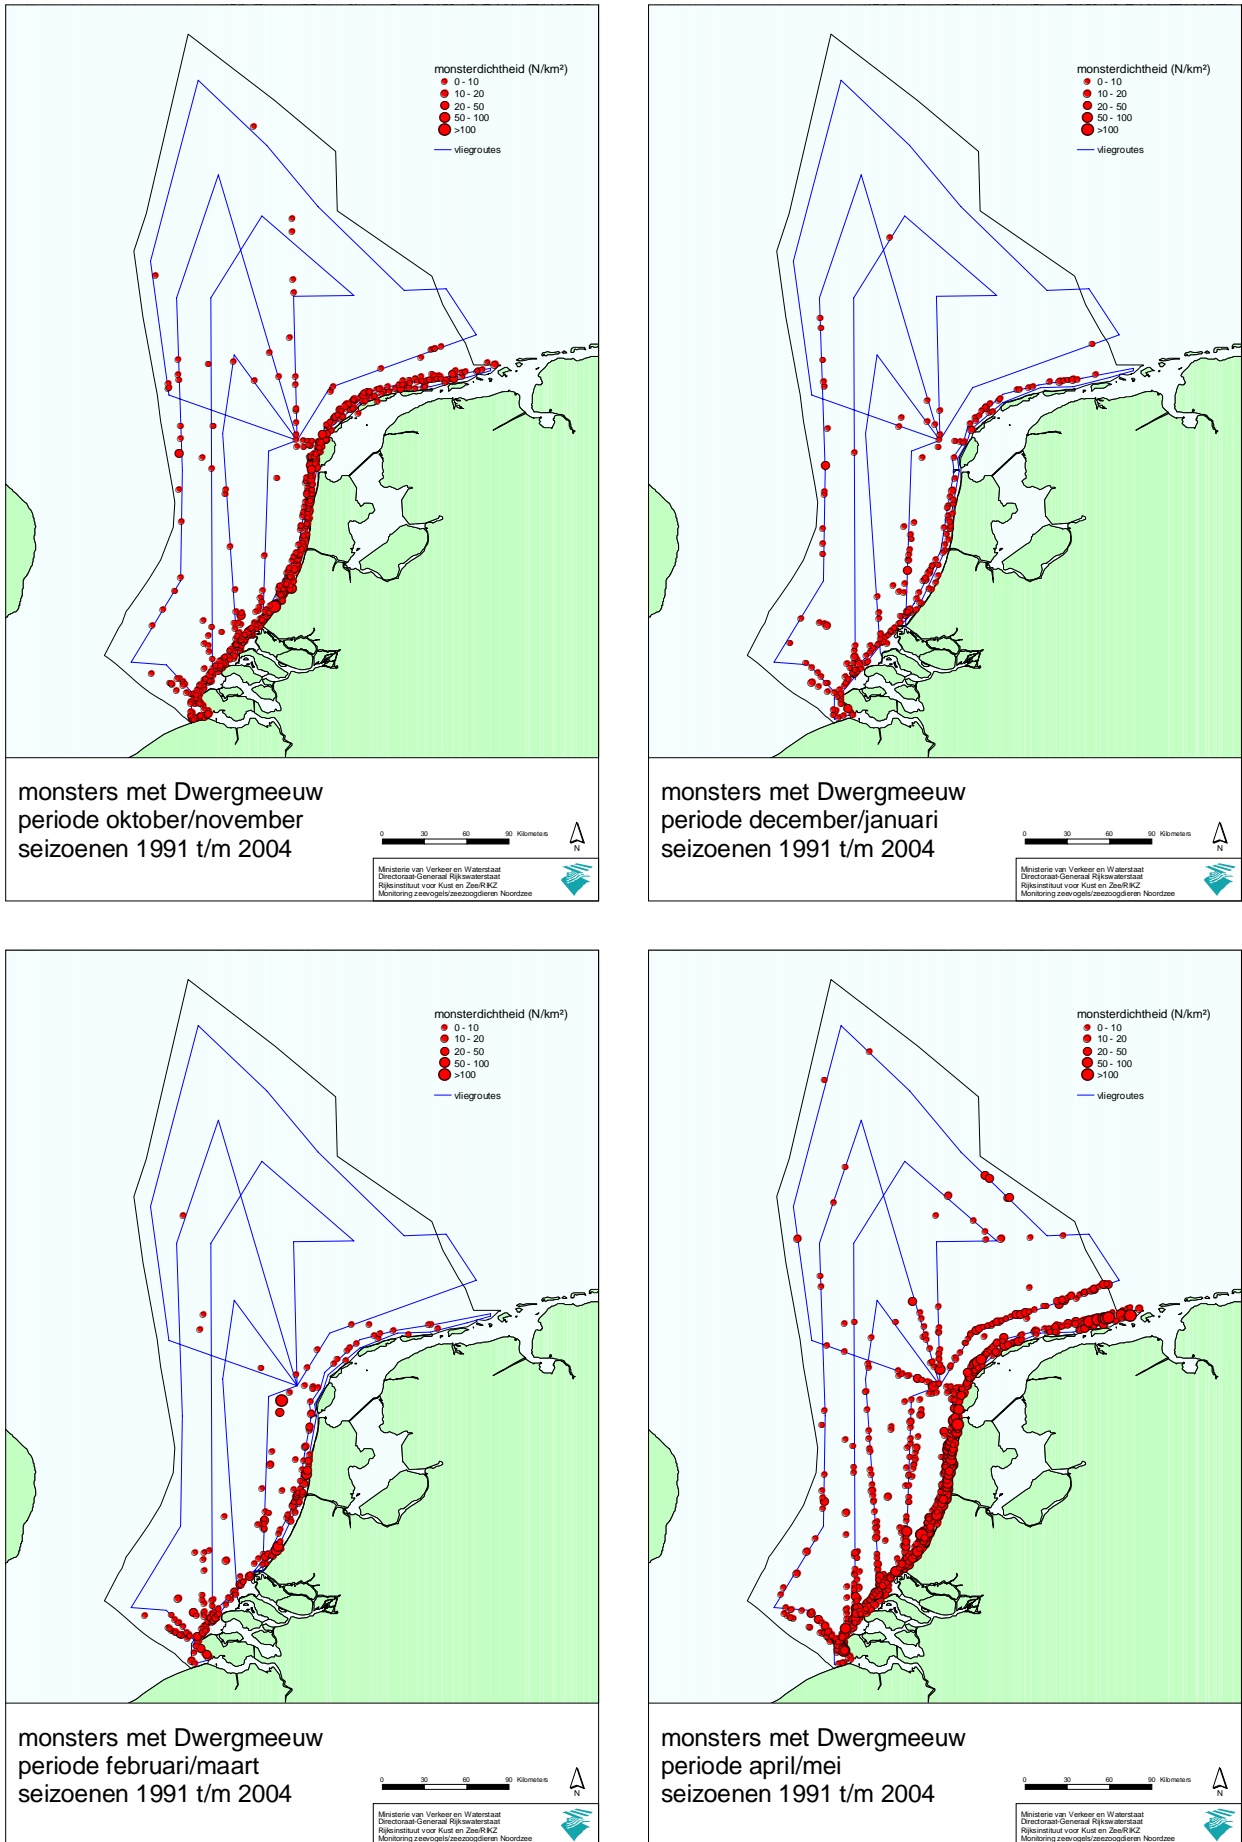 monsterdichtheid (N/km²)
0 - 10
10 - 20
20 - 50
50 - 100
>100
vliegroutes
monsters met Dwergmeeuw
periode oktober/november
seizoenen 1991 t/m 2004
0 30 60 90 Kilometers
N
Ministerie van Verkeer en Waterstaat
Directoraat-Generaal Rijkswaterstaat
Rijksinstituut voor Kust en Zee/RIKZ
Monitoring zeevogels/zeezoogdieren Noordzee
monsterdichtheid (N/km²)
0 - 10
10 - 20
20 - 50
50 - 100
>100
vliegroutes
monsters met Dwergmeeuw
periode december/januari
seizoenen 1991 t/m 2004
0 30 60 90 Kilometers
N
Ministerie van Verkeer en Waterstaat
Directoraat-Generaal Rijkswaterstaat
Rijksinstituut voor Kust en Zee/RIKZ
Monitoring zeevogels/zeezoogdieren Noordzee
monsterdichtheid (N/km²)
0 - 10
10 - 20
20 - 50
50 - 100
>100
vliegroutes
monsters met Dwergmeeuw
periode februari/maart
seizoenen 1991 t/m 2004
0 30 60 90 Kilometers
N
Ministerie van Verkeer en Waterstaat
Directoraat-Generaal Rijkswaterstaat
Rijksinstituut voor Kust en Zee/RIKZ
Monitoring zeevogels/zeezoogdieren Noordzee
monsterdichtheid (N/km²)
0 - 10
10 - 20
20 - 50
50 - 100
>100
vliegroutes
monsters met Dwergmeeuw
periode april/mei
seizoenen 1991 t/m 2004
0 30 60 90 Kilometers
N
Ministerie van Verkeer en Waterstaat
Directoraat-Generaal Rijkswaterstaat
Rijksinstituut voor Kust en Zee/RIKZ
Monitoring zeevogels/zeezoogdieren Noordzee